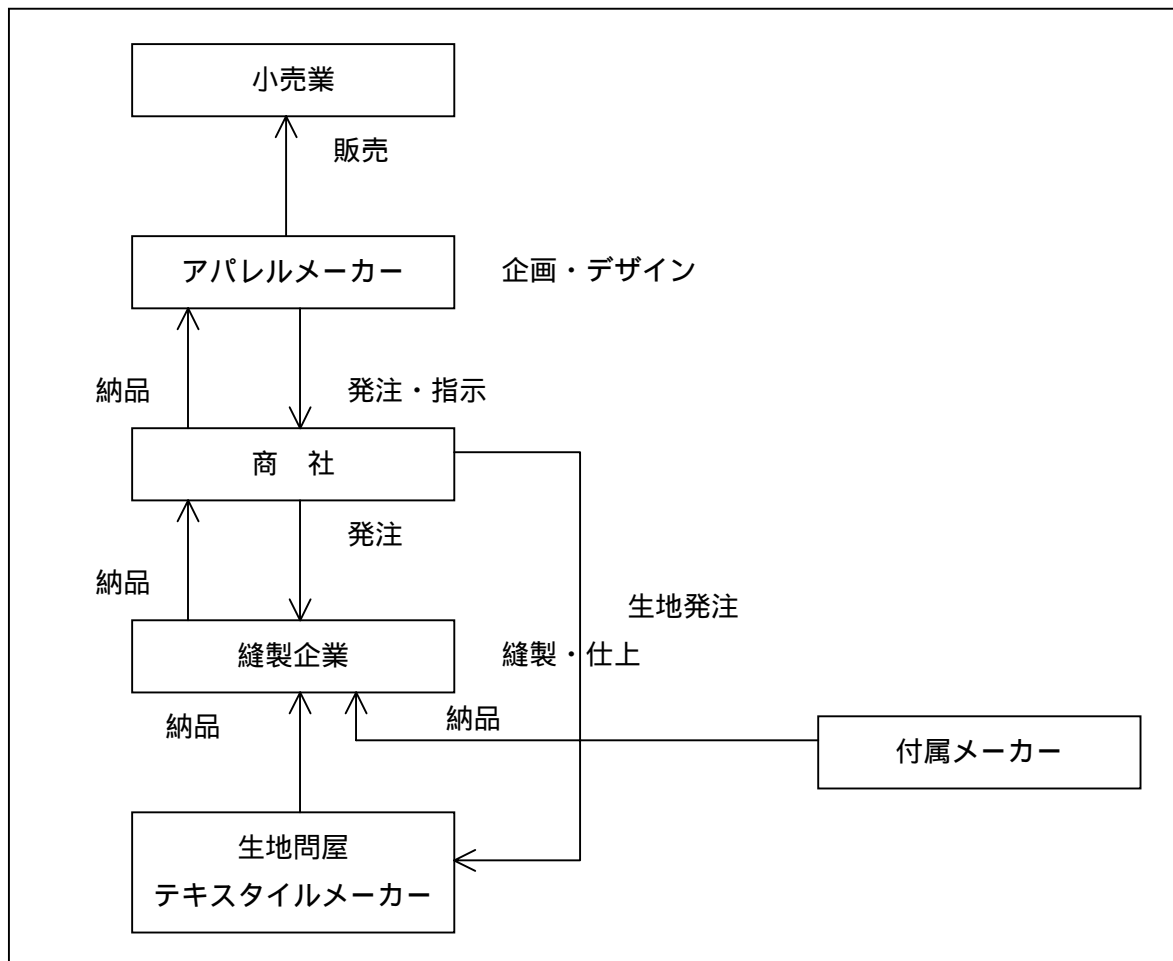 小売業
販売
アパレルメーカー
企画・デザイン
納品
発注・指示
商　社
発注
納品
生地発注
縫製企業
縫製・仕上
納品
納品
付属メーカー
生地問屋
テキスタイルメーカー